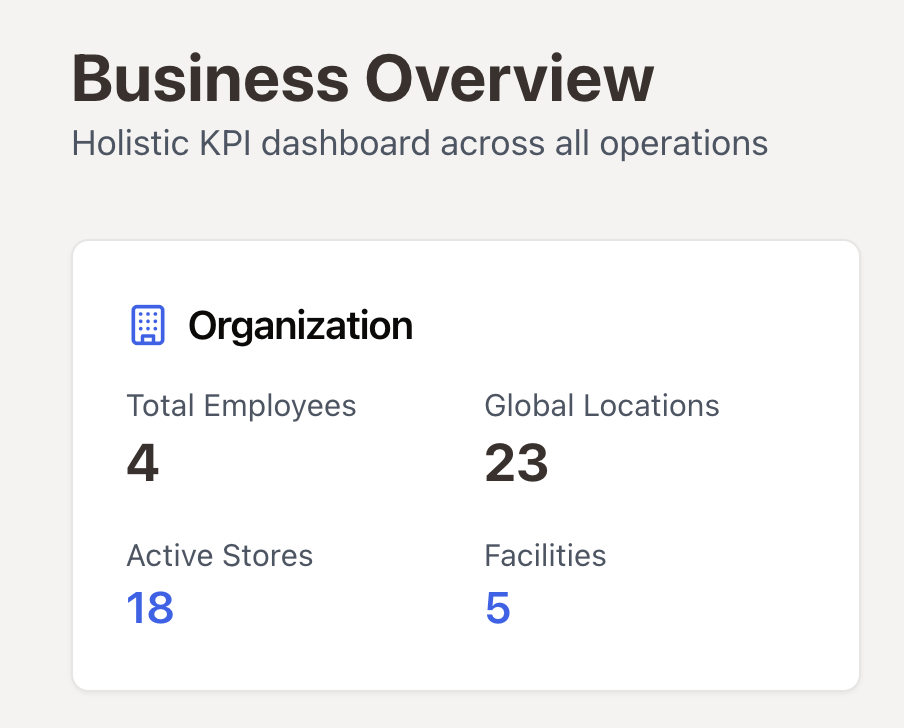 Business Overview
Holistic KPI dashboard across all operations
Organization
Total Employees
4
Global Locations
23
Active Stores
18
Facilities
5